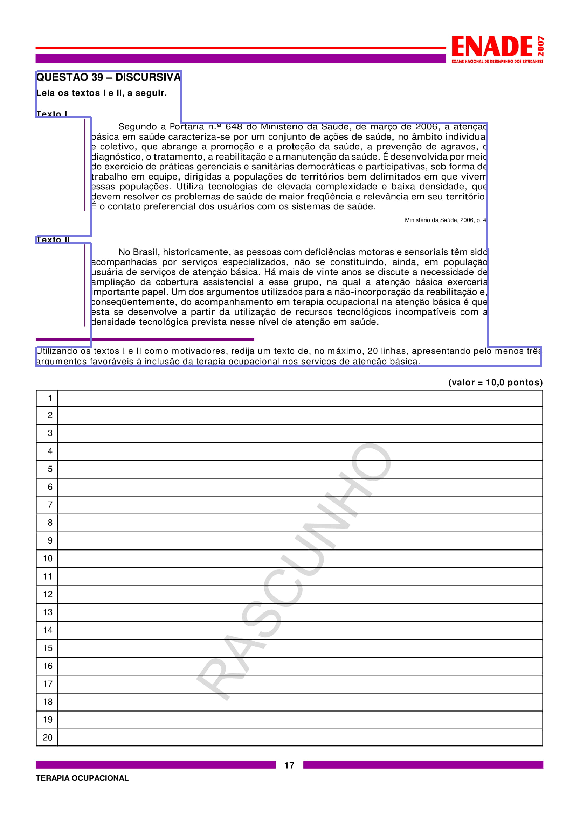 ENADE 2007
EXAME NACIONAL DE DESEMPENHO DOS ESTUDANTES
QUESTÃO 39 – DISCURSIVA
Leia os textos I e II, a seguir.
Texto I
Segundo a Portaria n.º 648 do Ministério da Saúde, de março de 2006, a atenção
básica em saúde caracteriza-se por um conjunto de ações de saúde, no âmbito individual
e coletivo, que abrange a promoção e a proteção da saúde, a prevenção de agravos, o
diagnóstico, o tratamento, a reabilitação e a manutenção da saúde. É desenvolvida por meio
do exercício de práticas gerenciais e sanitárias democráticas e participativas, sob forma de
trabalho em equipe, dirigidas a populações de territórios bem delimitados em que vivem
essas populações. Utiliza tecnologias de elevada complexidade e baixa densidade, que
devem resolver os problemas de saúde de maior freqüência e relevância em seu território.
É o contato preferencial dos usuários com os sistemas de saúde.
Ministério da Saúde, 2006, p. 4
Texto II
No Brasil, historicamente, as pessoas com deficiências motoras e sensoriais têm sido
acompanhadas por serviços especializados, não se constituindo, ainda, em população
usuária de serviços de atenção básica. Há mais de vinte anos se discute a necessidade de
ampliação da cobertura assistencial a esse grupo, na qual a atenção básica exerceria
importante papel. Um dos argumentos utilizados para a não-incorporação da reabilitação e,
conseqüentemente, do acompanhamento em terapia ocupacional na atenção básica é que
esta se desenvolve a partir da utilização de recursos tecnológicos incompatíveis com a
densidade tecnológica prevista nesse nível de atenção em saúde.
Utilizando os textos I e II como motivadores, redija um texto de, no máximo, 20 linhas, apresentando pelo menos três
argumentos favoráveis à inclusão da terapia ocupacional nos serviços de atenção básica.
(valor = 10,0 pontos)
1
2
3
4
5
6
7
8
9
10
11
12
13
14
15
16
17
18
19
20
RASCUNHO
17
TERAPIA OCUPACIONAL